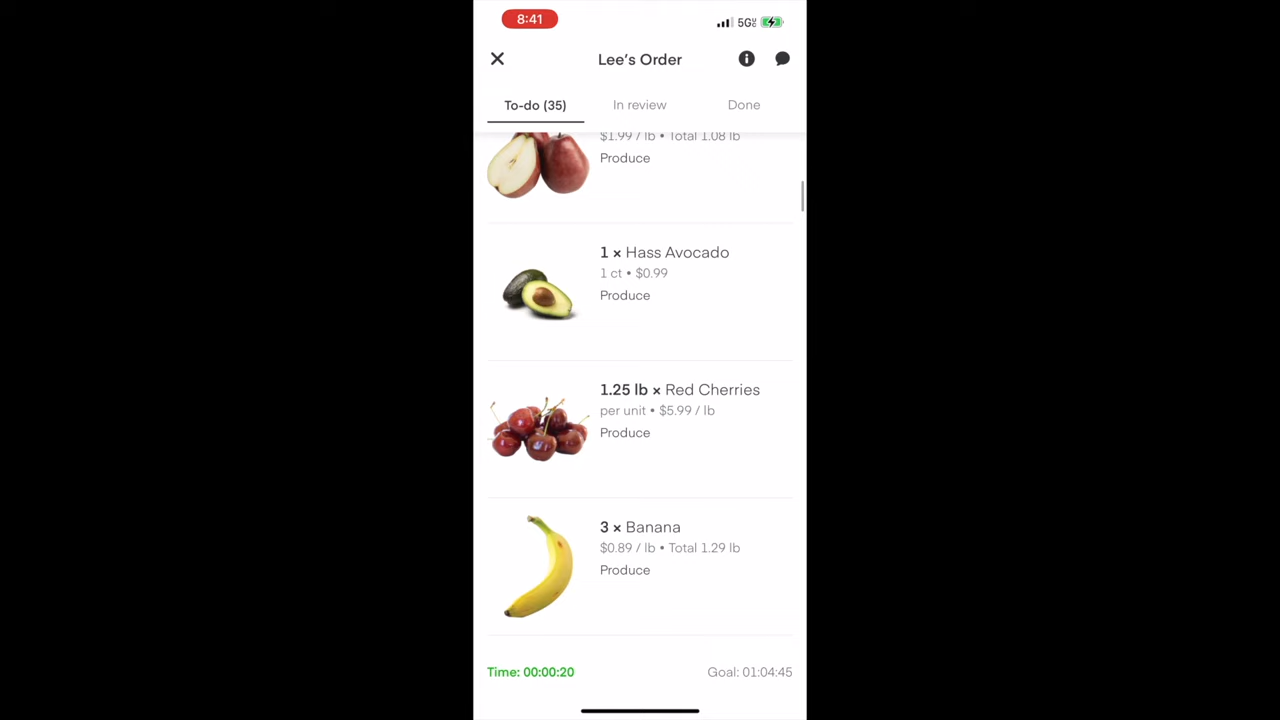 8:41
5G
Lee's Order
To-do (35)
In review
Done
$1.99 / lb • Total 1.08 lb
Produce
1 × Hass Avocado
1 ct • $0.99
Produce
1.25 lb × Red Cherries
per unit • $5.99 / lb
Produce
3 × Banana
$0.89 / lb • Total 1.29 lb
Produce
Time: 00:00:20
Goal: 01:04:45